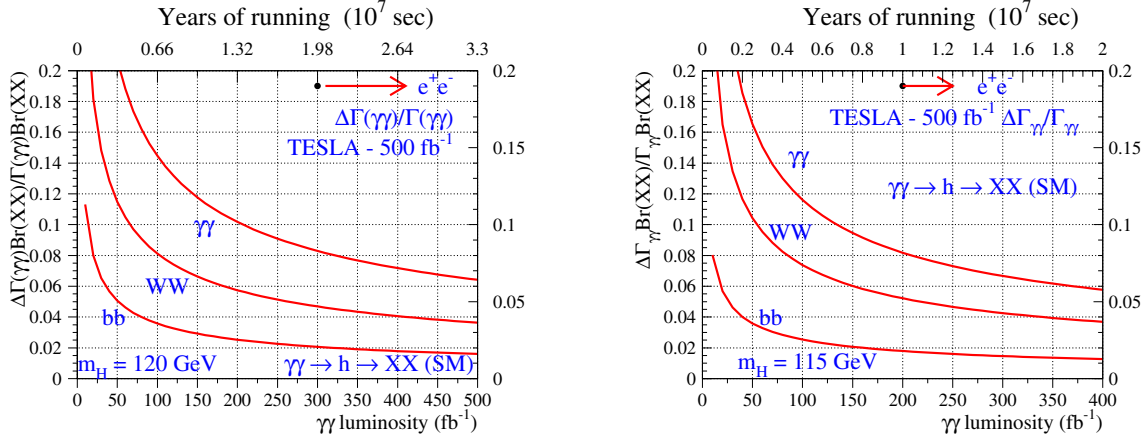 Years of running (10^7 sec)
0 0.66 1.32 1.98 2.64 3.3
ΔΓ(γγ)Br(XX)/Γ(γγ)Br(XX)
0.2
0.18
0.16
0.14
0.12
0.1
0.08
0.06
0.04
0.02
0
0.2
0.15
0.1
0.05
0
e^+e^-
ΔΓ(γγ)/Γ(γγ)
TESLA - 500 fb^-1
γγ
WW
bb
m_H = 120 GeV
γγ → h → XX (SM)
0 50 100 150 200 250 300 350 400 450 500
γγ luminosity (fb^-1)
Years of running (10^7 sec)
0 0.2 0.4 0.6 0.8 1 1.2 1.4 1.6 1.8 2
ΔΓ_γγ Br(XX)/Γ_γγ Br(XX)
0.2
0.18
0.16
0.14
0.12
0.1
0.08
0.06
0.04
0.02
0
0.2
0.15
0.1
0.05
0
e^+e^-
TESLA - 500 fb^-1 ΔΓ_γγ/Γ_γγ
γγ
γγ → h → XX (SM)
WW
bb
m_H = 115 GeV
0 50 100 150 200 250 300 350 400
γγ luminosity (fb^-1)